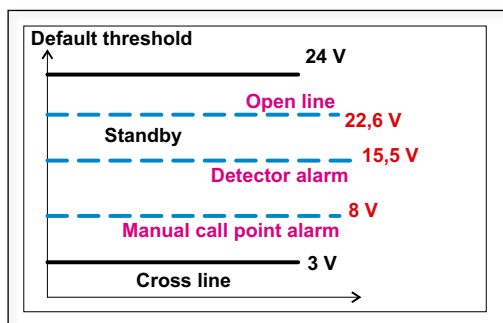 Default threshold
24 V
Open line
22,6 V
Standby
15,5 V
Detector alarm
8 V
Manual call point alarm
3 V
Cross line